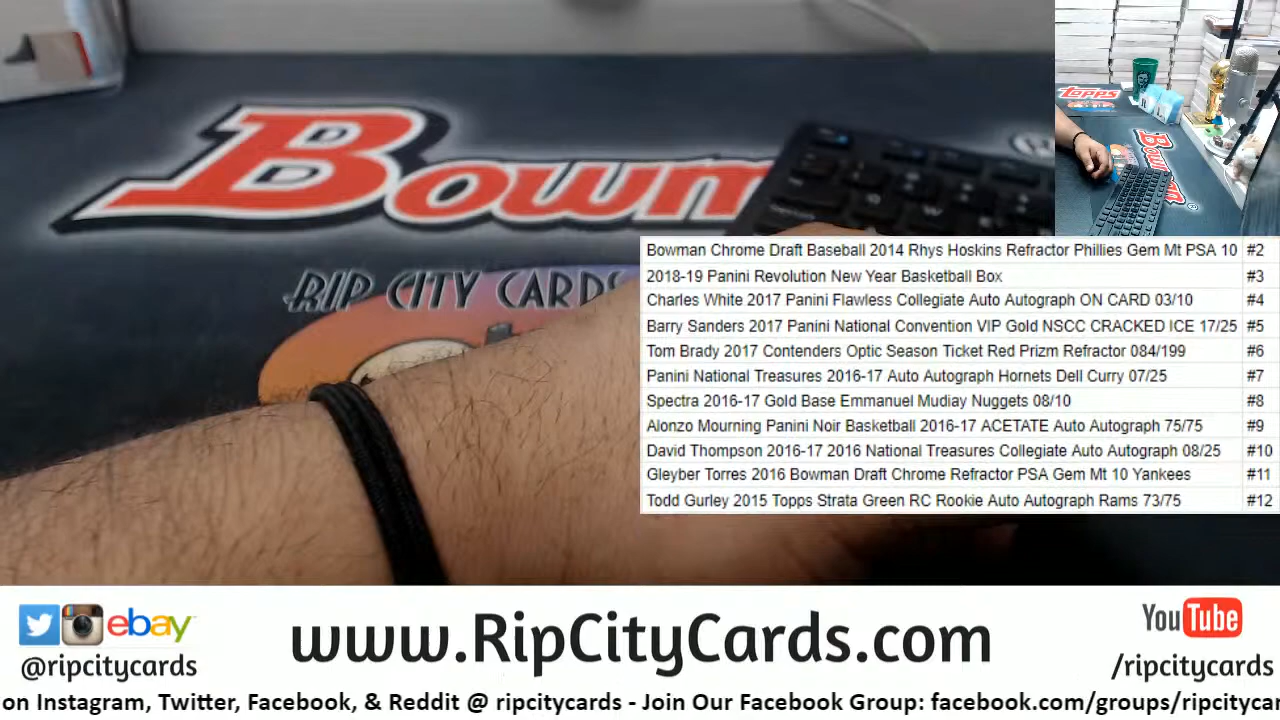 Bowm
RIP CITY CARDS
topps
Bowman
Bowman Chrome Draft Baseball 2014 Rhys Hoskins Refractor Phillies Gem Mt PSA 10 #2
2018-19 Panini Revolution New Year Basketball Box #3
Charles White 2017 Panini Flawless Collegiate Auto Autograph ON CARD 03/10 #4
Barry Sanders 2017 Panini National Convention VIP Gold NSCC CRACKED ICE 17/25 #5
Tom Brady 2017 Contenders Optic Season Ticket Red Prizm Refractor 084/199 #6
Panini National Treasures 2016-17 Auto Autograph Hornets Dell Curry 07/25 #7
Spectra 2016-17 Gold Base Emmanuel Mudiay Nuggets 08/10 #8
Alonzo Mourning Panini Noir Basketball 2016-17 ACETATE Auto Autograph 75/75 #9
David Thompson 2016-17 2016 National Treasures Collegiate Auto Autograph 08/25 #10
Gleyber Torres 2016 Bowman Draft Chrome Refractor PSA Gem Mt 10 Yankees #11
Todd Gurley 2015 Topps Strata Green RC Rookie Auto Autograph Rams 73/75 #12
ebay
@ripcitycards
www.RipCityCards.com
YouTube
/ripcitycards
on Instagram, Twitter, Facebook, & Reddit @ ripcitycards - Join Our Facebook Group: facebook.com/groups/ripcitycar